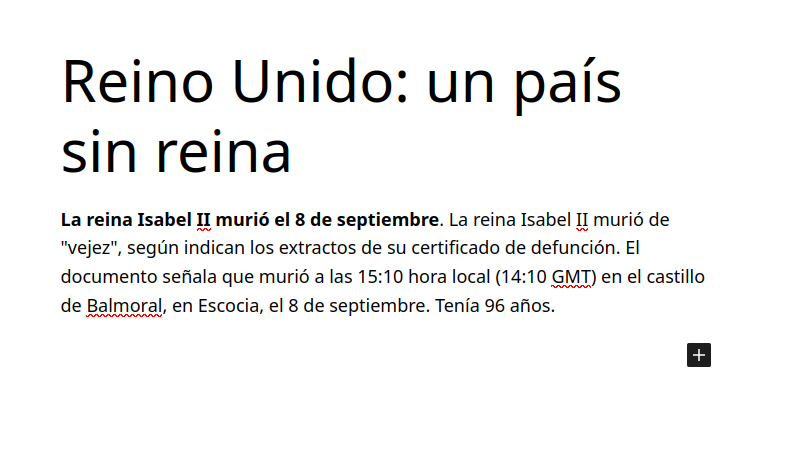 Reino Unido: un país
sin reina
La reina Isabel II murió el 8 de septiembre. La reina Isabel II murió de
"vejez", según indican los extractos de su certificado de defunción. El
documento señala que murió a las 15:10 hora local (14:10 GMT) en el castillo
de Balmoral, en Escocia, el 8 de septiembre. Tenía 96 años.